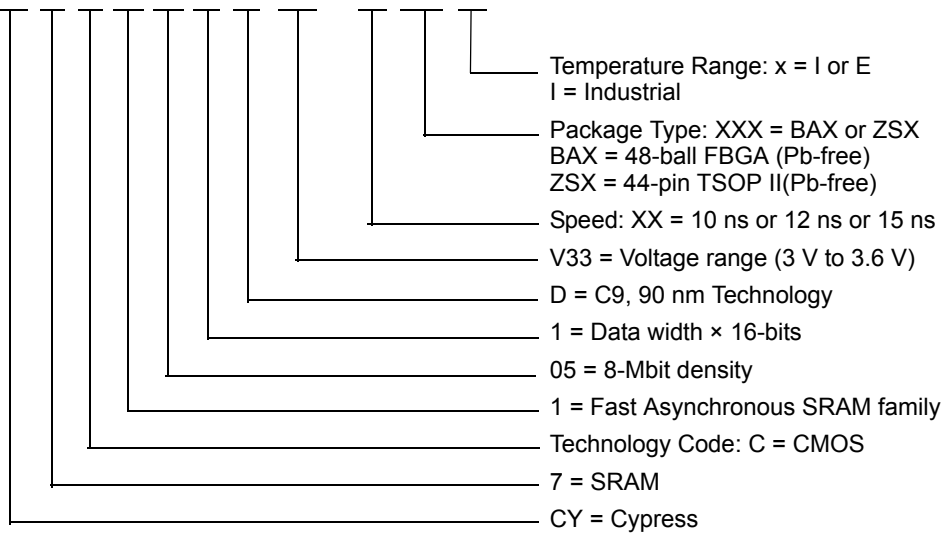 Temperature Range: x = I or E
I = Industrial
Package Type: XXX = BAX or ZSX
BAX = 48-ball FBGA (Pb-free)
ZSX = 44-pin TSOP II(Pb-free)
Speed: XX = 10 ns or 12 ns or 15 ns
V33 = Voltage range (3 V to 3.6 V)
D = C9, 90 nm Technology
1 = Data width × 16-bits
05 = 8-Mbit density
1 = Fast Asynchronous SRAM family
Technology Code: C = CMOS
7 = SRAM
CY = Cypress